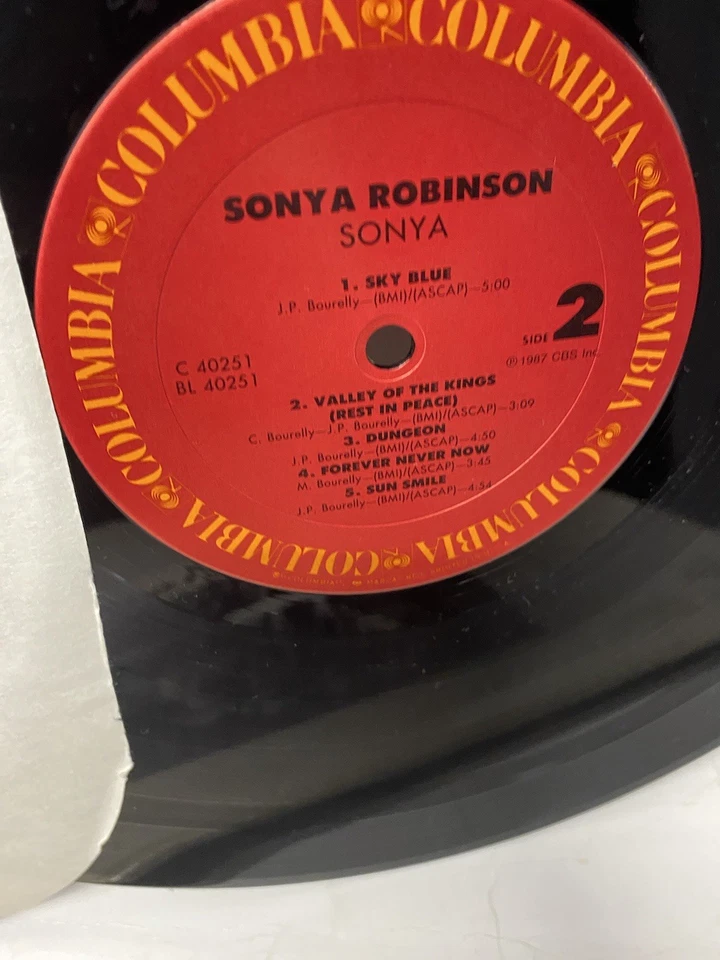 COLUMBIA
COLUMBIA
COLUMBIA
COLUMBIA
COLUMBIA
COLUMBIA
COLUMBIA
SONYA ROBINSON
SONYA
1. SKY BLUE
J.P. Bourelly—(BMI)/(ASCAP)—5:00
SIDE 2
C 40251
BL 40251
℗ 1987 CBS Inc.
2. VALLEY OF THE KINGS
(REST IN PEACE)
C. Bourelly—J.P. Bourelly—(BMI)/(ASCAP)—3:09
3. DUNGEON
J.P. Bourelly—(BMI)/(ASCAP)—4:50
4. FOREVER NEVER NOW
M. Bourelly—(BMI)/(ASCAP)—3:45
5. SUN SMILE
J.P. Bourelly—(BMI)/(ASCAP)—4:54